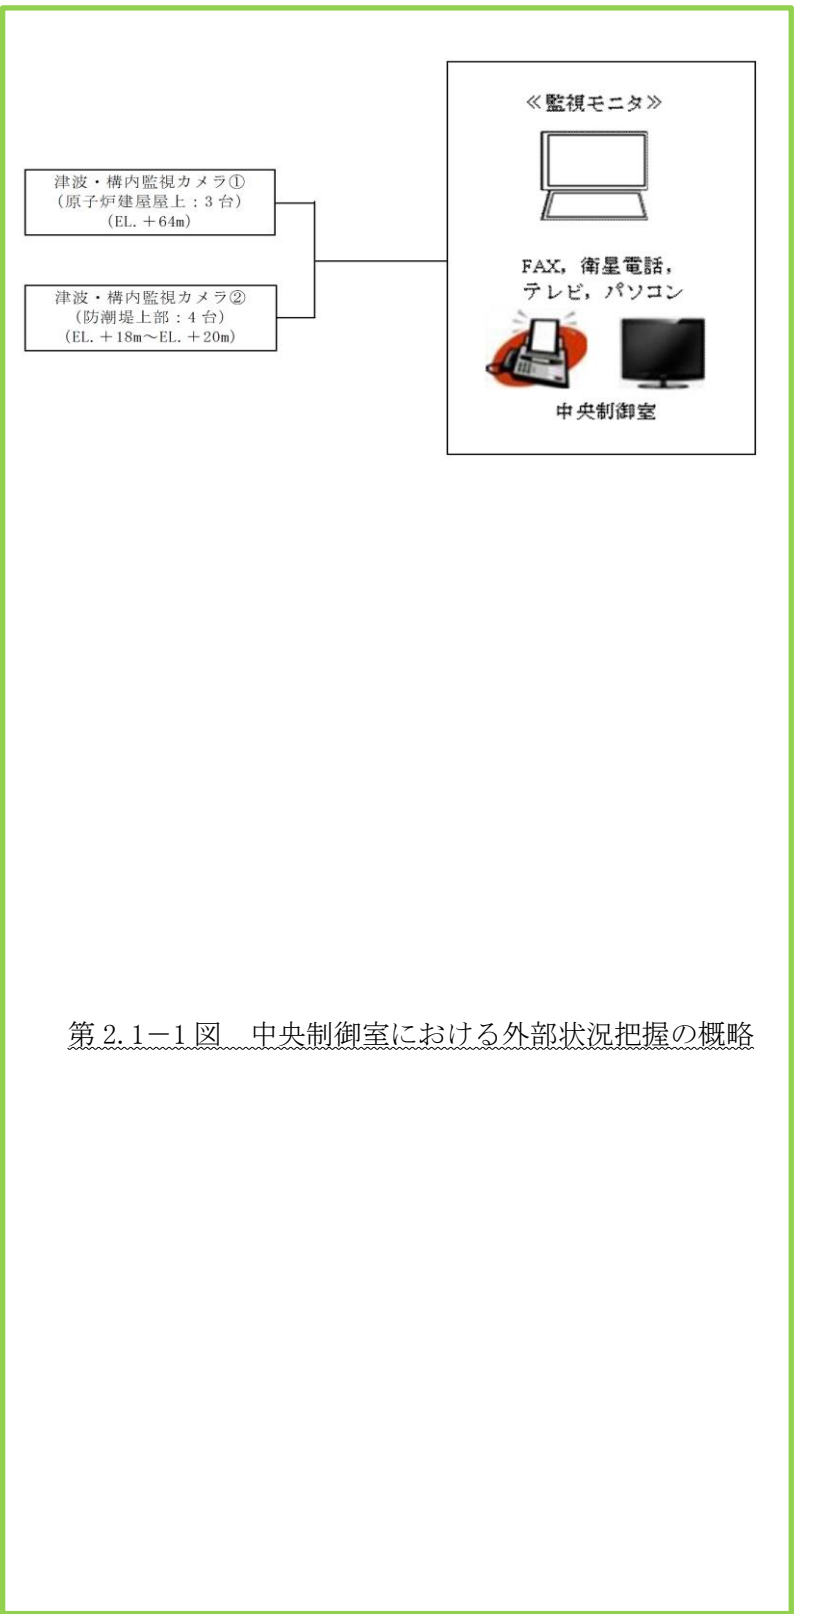 津波・構内監視カメラ①
（原子炉建屋屋上：3台）
（EL.＋64m）
津波・構内監視カメラ②
（防潮堤上部：4台）
（EL.＋18m～EL.＋20m）
≪監視モニタ≫
FAX，衛星電話，
テレビ，パソコン
中央制御室
第2.1－1図　中央制御室における外部状況把握の概略